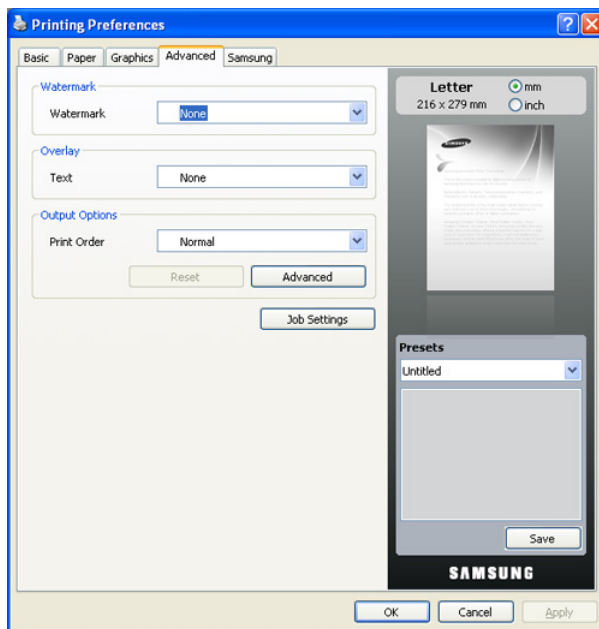 Printing Preferences
Basic Paper Graphics Advanced Samsung
Watermark
Watermark None
Overlay
Text None
Output Options
Print Order Normal
Reset Advanced
Job Settings
Letter mm
216 x 279 mm inch
SAMSUNG
Presets
Untitled
Save
SAMSUNG
OK Cancel Apply